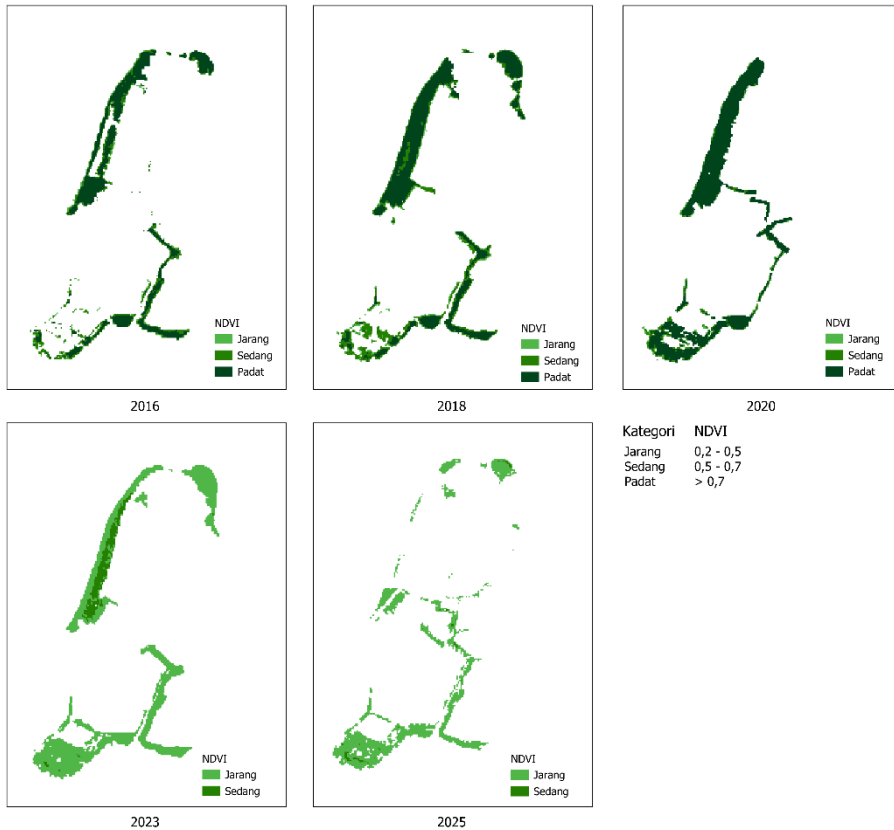 NDVI
Jarang
Sedang
Padat
2016
NDVI
Jarang
Sedang
Padat
2018
NDVI
Jarang
Sedang
Padat
2020
Kategori NDVI
Jarang 0,2 - 0,5
Sedang 0,5 - 0,7
Padat > 0,7
NDVI
Jarang
Sedang
2023
NDVI
Jarang
Sedang
2025